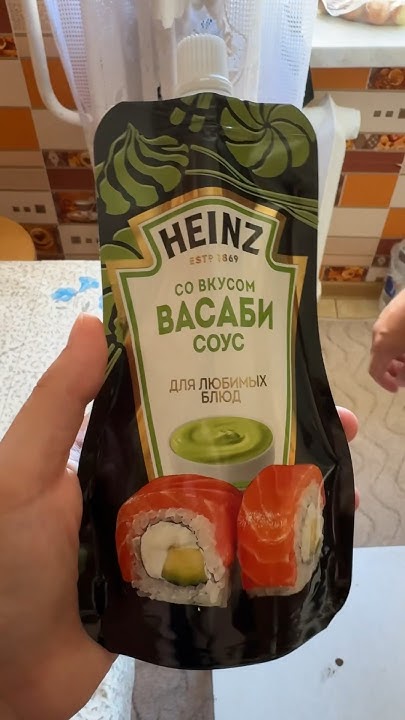 HEINZ
ESTD 1869
СО ВКУСОМ
ВАСАБИ
СОУС
ДЛЯ ЛЮБИМЫХ
БЛЮД